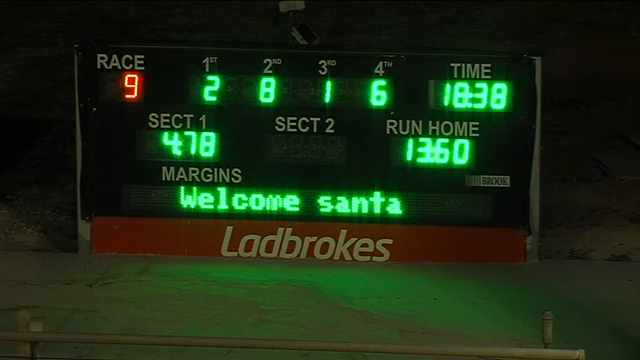 RACE 1ST 2ND 3RD 4TH TIME
9 2 8 1 6 18:38
SECT 1 SECT 2 RUN HOME
4.78 13.60
MARGINS
BROOK
Welcome santa
Ladbrokes